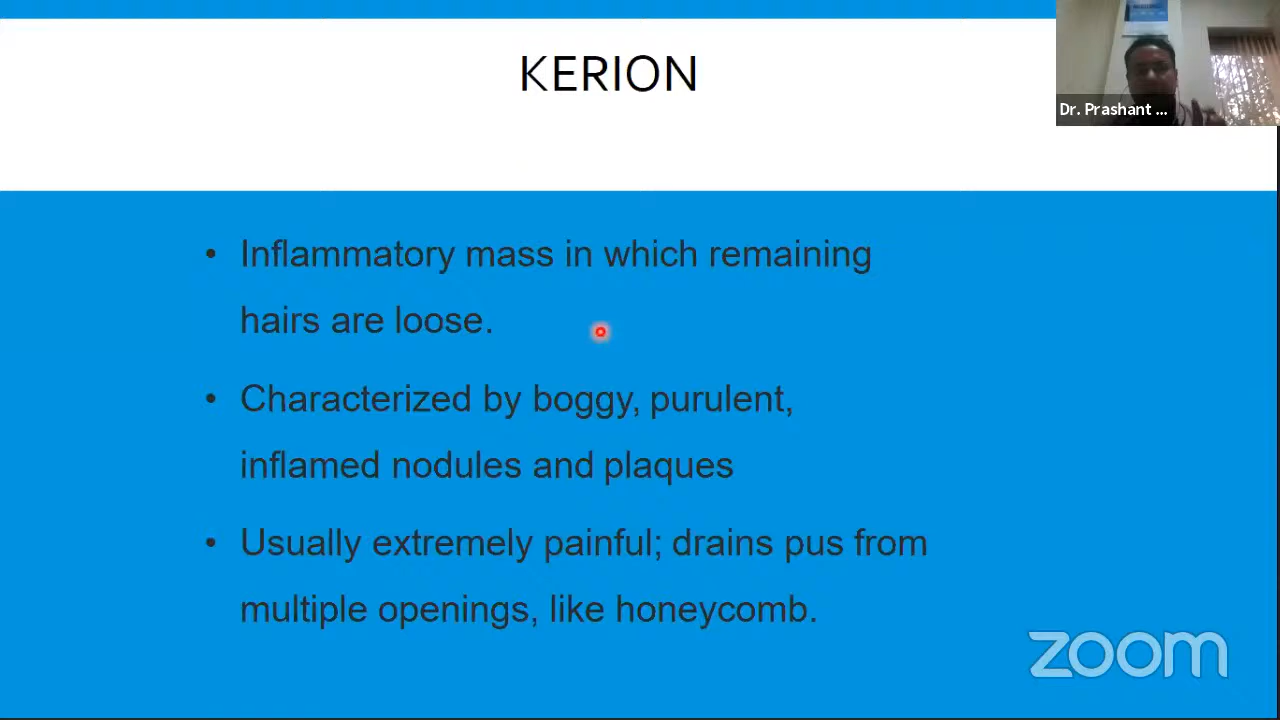 KERION
Dr. Prashant ...
• Inflammatory mass in which remaining
hairs are loose.
• Characterized by boggy, purulent,
inflamed nodules and plaques
• Usually extremely painful; drains pus from
multiple openings, like honeycomb.
zoom